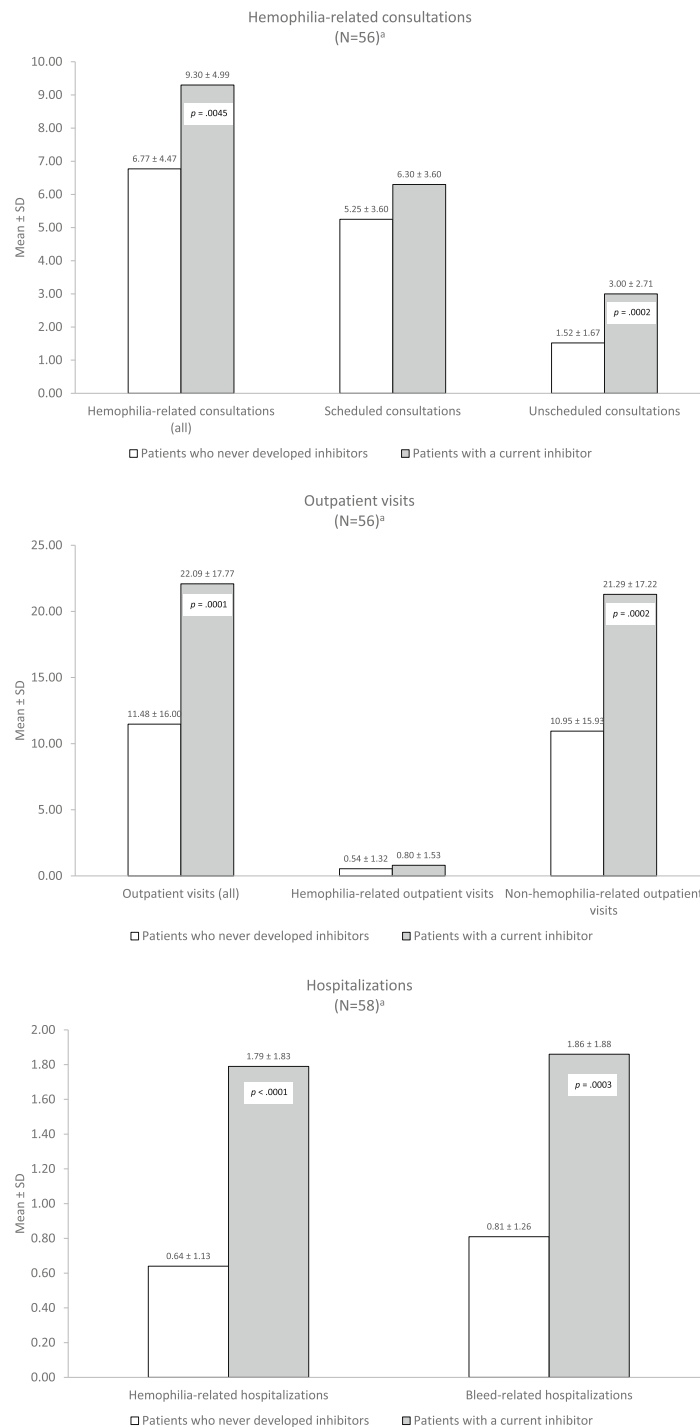 Hemophilia-related consultations
(N=56)ᵃ
10.00
9.00
8.00
7.00
6.00
5.00
4.00
3.00
2.00
1.00
0.00
Mean ± SD
6.77 ± 4.47
9.30 ± 4.99
p = .0045
5.25 ± 3.60
6.30 ± 3.60
1.52 ± 1.67
3.00 ± 2.71
p = .0002
Hemophilia-related consultations
(all)
Scheduled consultations
Unscheduled consultations
Patients who never developed inhibitors
Patients with a current inhibitor
Outpatient visits
(N=56)ᵃ
25.00
20.00
15.00
10.00
5.00
0.00
Mean ± SD
11.48 ± 16.00
22.09 ± 17.77
p = .0001
0.54 ± 1.32
0.80 ± 1.53
10.95 ± 15.93
21.29 ± 17.22
p = .0002
Outpatient visits (all)
Hemophilia-related outpatient visits
Non-hemophilia-related outpatient
visits
Patients who never developed inhibitors
Patients with a current inhibitor
Hospitalizations
(N=58)ᵃ
2.00
1.80
1.60
1.40
1.20
1.00
0.80
0.60
0.40
0.20
0.00
Mean ± SD
0.64 ± 1.13
1.79 ± 1.83
p < .0001
0.81 ± 1.26
1.86 ± 1.88
p = .0003
Hemophilia-related hospitalizations
Bleed-related hospitalizations
Patients who never developed inhibitors
Patients with a current inhibitor